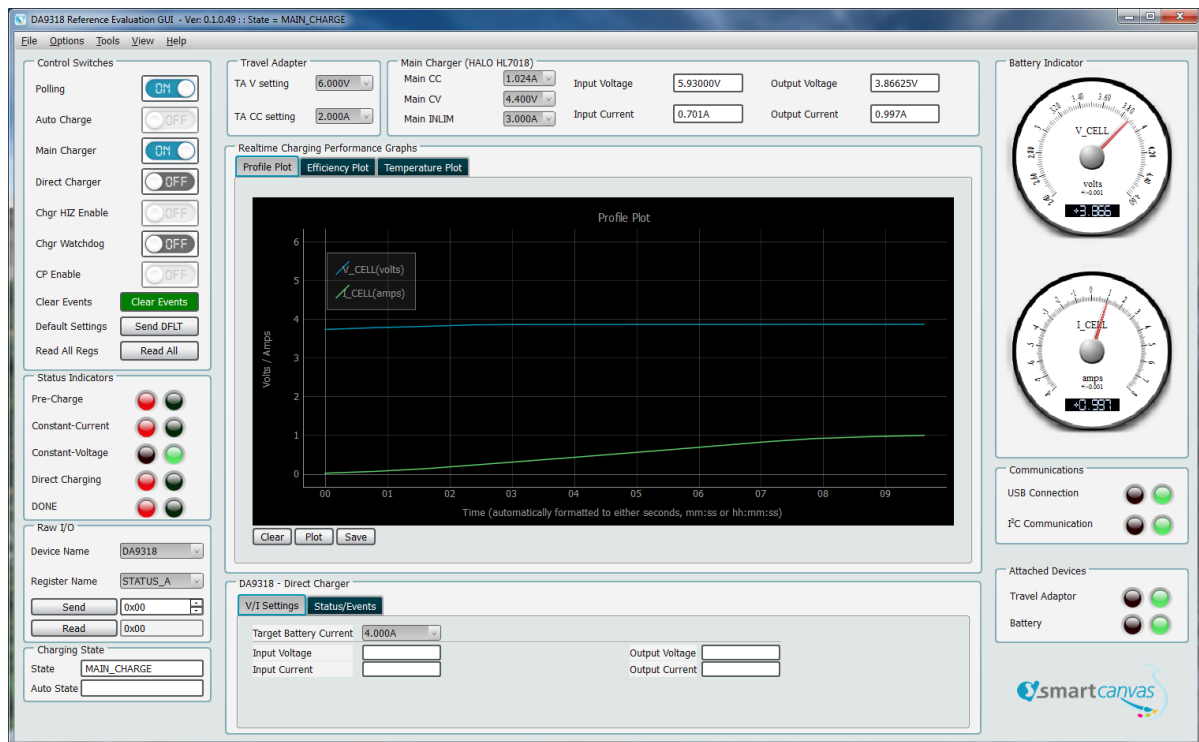 DA9318 Reference Evaluation GUI - Ver: 0.1.0.49 : : State = MAIN_CHARGE
File Options Tools View Help
Control Switches
Polling ON
Auto Charge OFF
Main Charger ON
Direct Charger OFF
Chgr HIZ Enable OFF
Chgr Watchdog OFF
CP Enable OFF
Clear Events Clear Events
Default Settings Send DFLT
Read All Regs Read All
Status Indicators
Pre-Charge
Constant-Current
Constant-Voltage
Direct Charging
DONE
Raw I/O
Device Name DA9318
Register Name STATUS_A
Send 0x00
Read 0x00
Charging State
State MAIN_CHARGE
Auto State
Travel Adapter
TA V setting 6.000V
TA CC setting 2.000A
Main Charger (HALO HL7018)
Main CC 1.024A
Main CV 4.400V
Main INLIM 3.000A
Input Voltage 5.93000V
Input Current 0.701A
Output Voltage 3.86625V
Output Current 0.997A
Realtime Charging Performance Graphs
Profile Plot Efficiency Plot Temperature Plot
Profile Plot
V_CELL(volts)
I_CELL(amps)
Volts / Amps
6
5
4
3
2
1
0
00 01 02 03 04 05 06 07 08 09
Time (automatically formatted to either seconds, mm:ss or hh:mm:ss)
Clear Plot Save
DA9318 - Direct Charger
V/I Settings Status/Events
Target Battery Current 4.000A
Input Voltage
Input Current
Output Voltage
Output Current
Battery Indicator
V_CELL
volts
+-0.001
+3.866
I_CELL
amps
+-0.001
+0.997
Communications
USB Connection
I²C Communication
Attached Devices
Travel Adaptor
Battery
smartcanvas